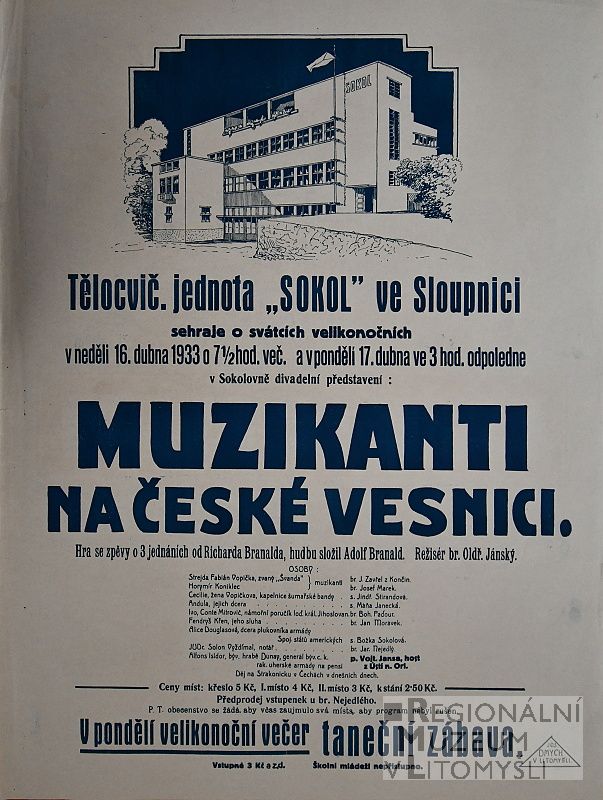 SOKOL
Tělocvič. jednota „SOKOL” ve Sloupnici
sehraje o svátcích velikonočních
v neděli 16. dubna 1933 o 7½ hod. več. a v pondělí 17. dubna ve 3 hod. odpoledne
v Sokolovně divadelní představení :
MUZIKANTI
NA ČESKÉ VESNICI.
Hra se zpěvy o 3 jednáních od Richarda Branalda, hudbu složil Adolf Branald. Režisér br. Oldř. Jánský.
OSOBY :
Strejda Fabián Vopička, zvaný „Švanda” } muzikanti br. J. Zavřel z Končin.
Horymír Koníklec br. Josef Marek.
Cecilie, žena Vopičkova, kapelnice šumařské bandy . s. Jindř. Stirandová.
Andula, jejich dcera s. Máňa Janecká.
Ivo, Conte Mitrovic, námořní poručík lod. král. Jihoslovan. br. Boh. Faďour.
Fendryš Křen, jeho sluha br. Jan Moravek.
Alice Douglasová, dcera plukovníka armády
Spoj. států amerických s. Božka Sokolová.
JUDr. Solon Vyždímal, notář br. Jar. Nejedlý.
Alfons Isidor, býv. hrabě Dunay, generál býv. c. k. p. Vojt. Jansa, host
rak. uherské armády na pensi z Ústí n. Orl.
Děj na Strakonicku v Čechách v dnešních dnech.
Ceny míst: křeslo 5 Kč, I. místo 4 Kč, II. místo 3 Kč, k stání 2·50 Kč.
Předprodej vstupenek u br. Nejedlého.
P. T. obecenstvo se žádá, aby včas zaujmulo svá místa, aby program nebyl rušen.
V pondělí velikonoční večer taneční zábava.
Vstupné 3 Kč a z d. Školní mládeži nepřístupno.
REGIONÁLNÍ
MUZEUM
V LITOMYŠLI
DMYCH
V LITOMYŠLI